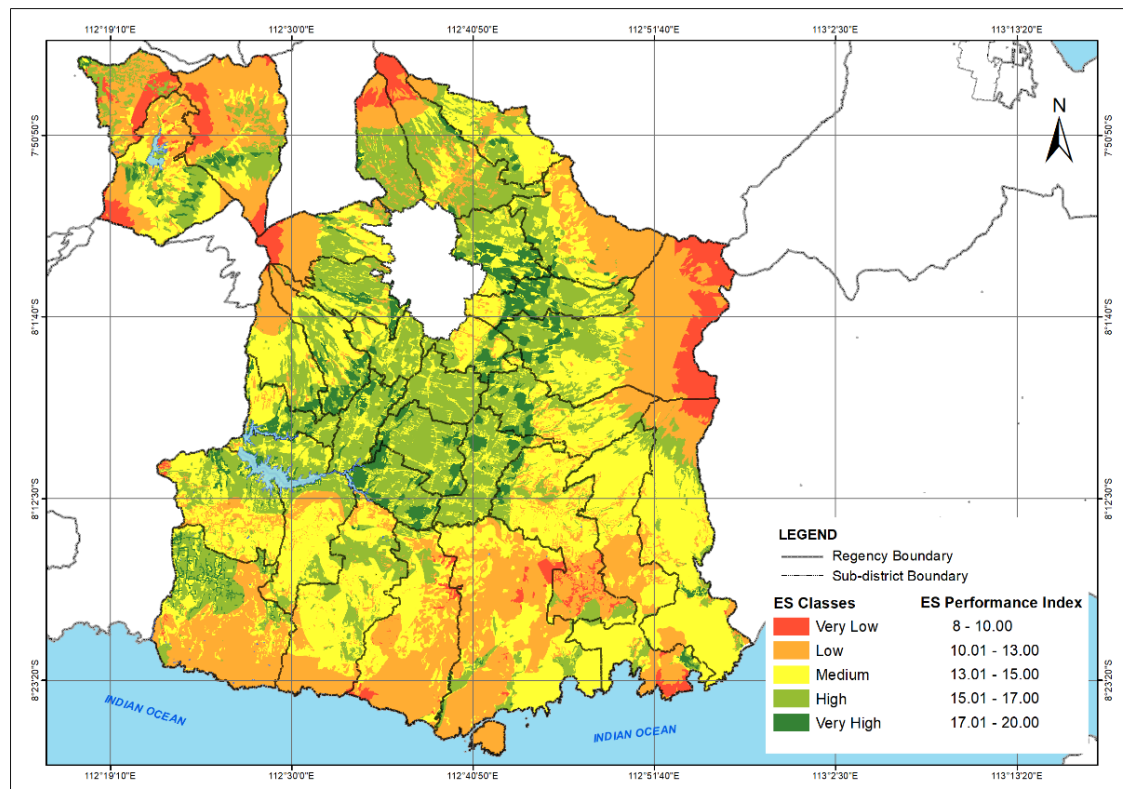 112°19'10"E 112°30'0"E 112°40'50"E 112°51'40"E 113°2'30"E 113°13'20"E
N
7°50'50"S 7°50'50"S
8°1'40"S 8°1'40"S
8°12'30"S 8°12'30"S
8°23'20"S 8°23'20"S
LEGEND
Regency Boundary
Sub-district Boundary
ES Classes ES Performance Index
Very Low 8 - 10.00
Low 10.01 - 13.00
Medium 13.01 - 15.00
High 15.01 - 17.00
Very High 17.01 - 20.00
INDIAN OCEAN
INDIAN OCEAN
112°19'10"E 112°30'0"E 112°40'50"E 112°51'40"E 113°2'30"E 113°13'20"E